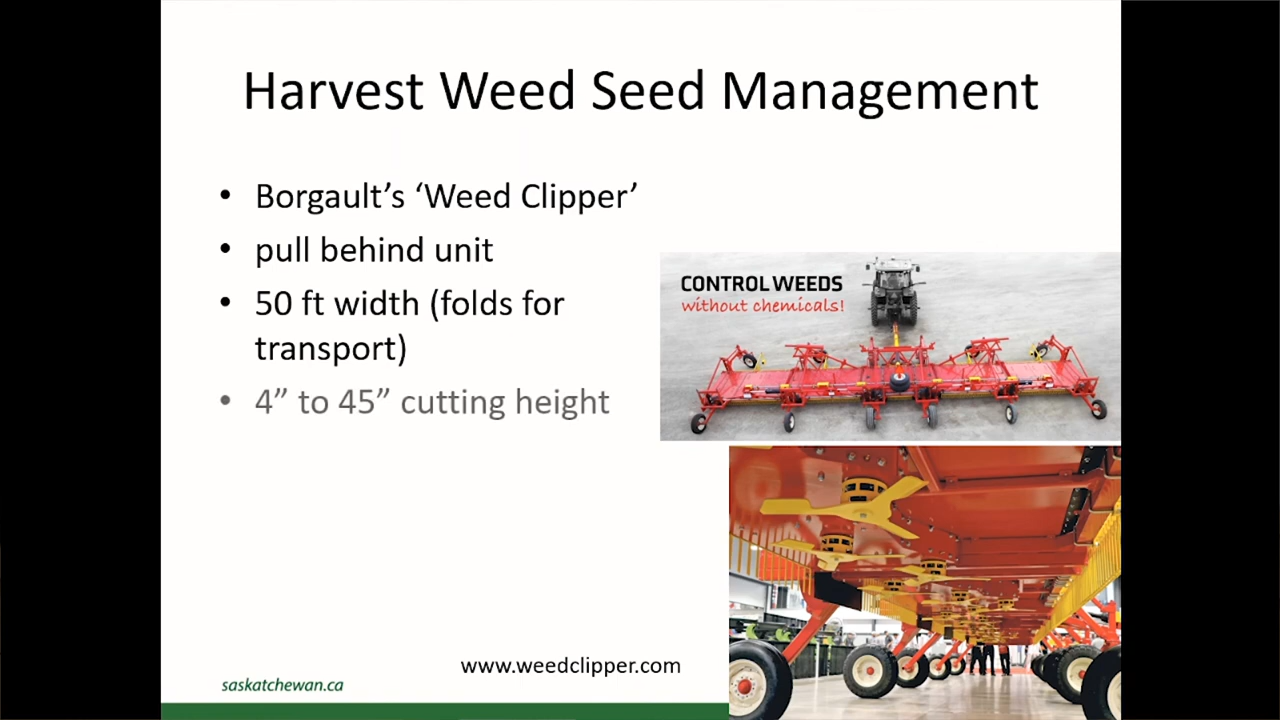 Harvest Weed Seed Management
• Borgault’s ‘Weed Clipper’
• pull behind unit
• 50 ft width (folds for
transport)
• 4” to 45” cutting height
CONTROL WEEDS
without chemicals!
www.weedclipper.com
saskatchewan.ca